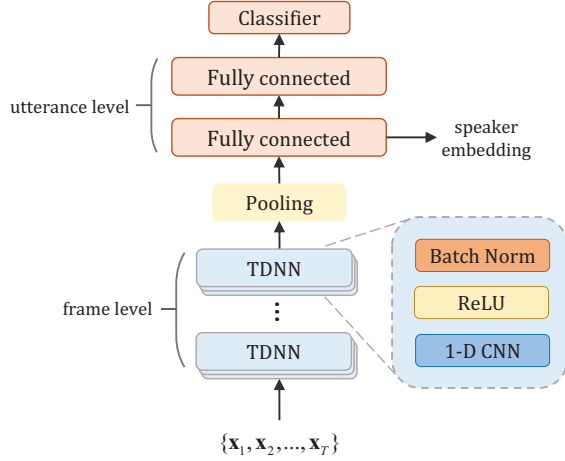 Classifier
Fully connected
utterance level
Fully connected
speaker
embedding
Pooling
TDNN
frame level
...
TDNN
Batch Norm
ReLU
1-D CNN
{x₁, x₂, ..., x_T}